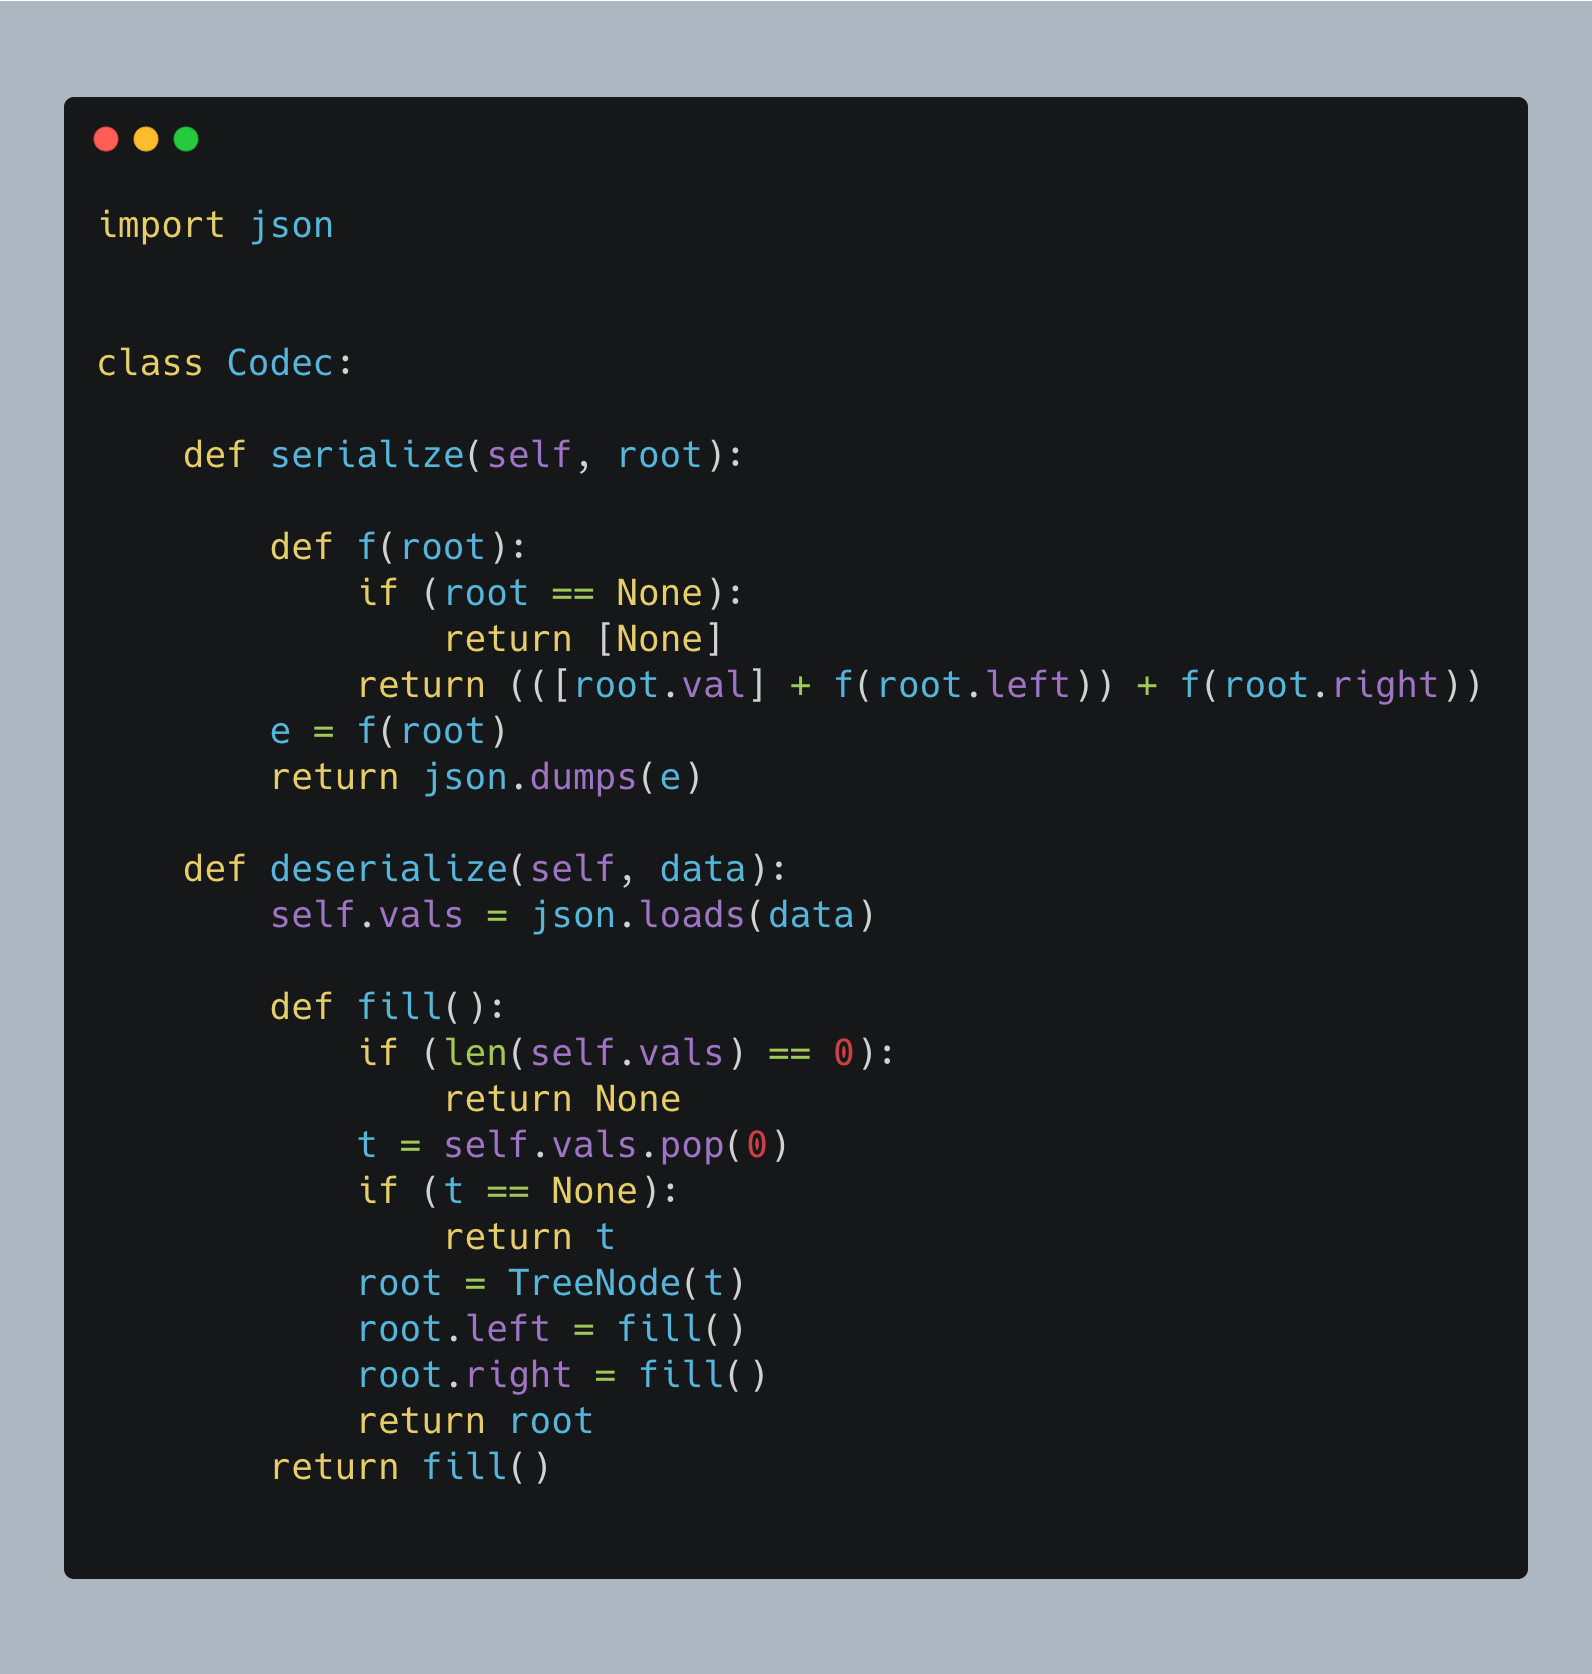 import json
class Codec:
    def serialize(self, root):
        def f(root):
            if (root == None):
                return [None]
            return (([root.val] + f(root.left)) + f(root.right))
        e = f(root)
        return json.dumps(e)
    def deserialize(self, data):
        self.vals = json.loads(data)
        def fill():
            if (len(self.vals) == 0):
                return None
            t = self.vals.pop(0)
            if (t == None):
                return t
            root = TreeNode(t)
            root.left = fill()
            root.right = fill()
            return root
        return fill()